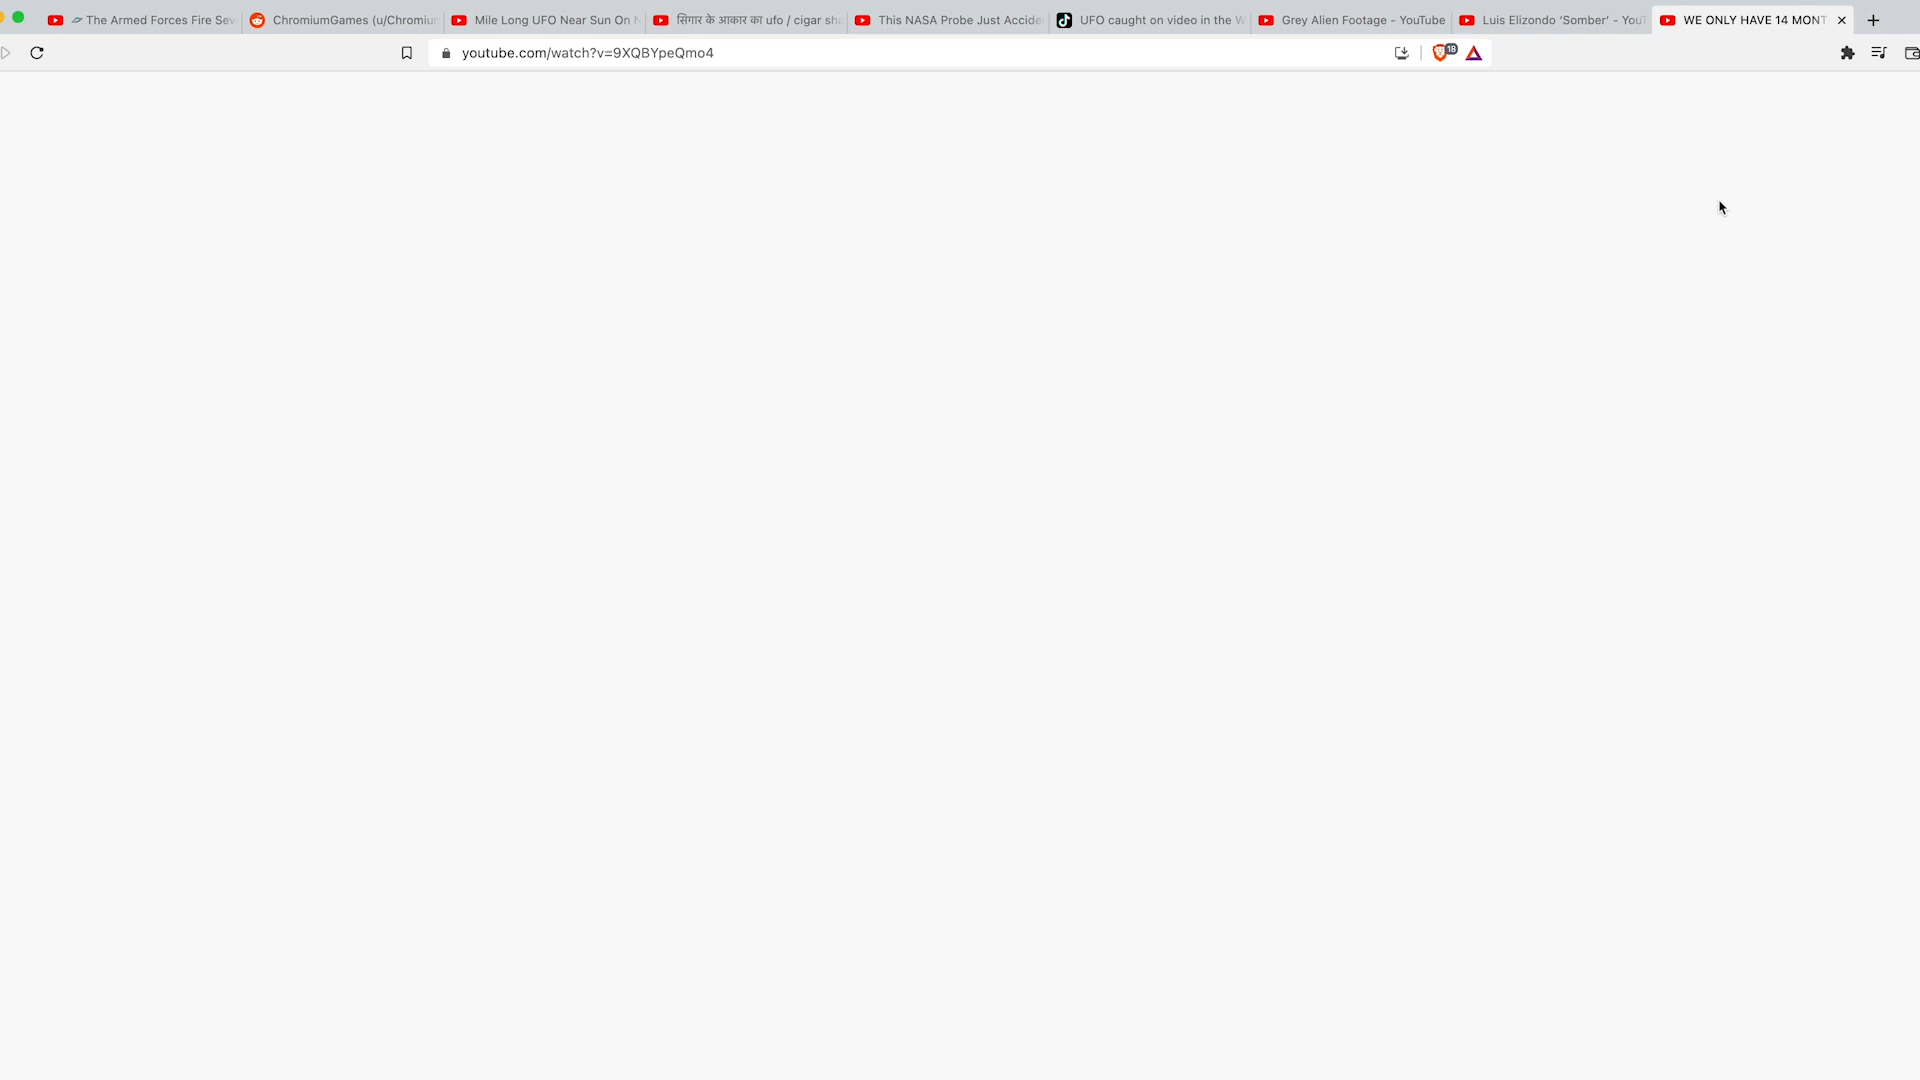 The Armed Forces Fire Sev
ChromiumGames (u/Chromiur
Mile Long UFO Near Sun On N
सिगार के आकार का ufo / cigar sha
This NASA Probe Just Accide
UFO caught on video in the W
Grey Alien Footage - YouTube
Luis Elizondo ‘Somber’ - YouT
WE ONLY HAVE 14 MONT
youtube.com/watch?v=9XQBYpeQmo4
18